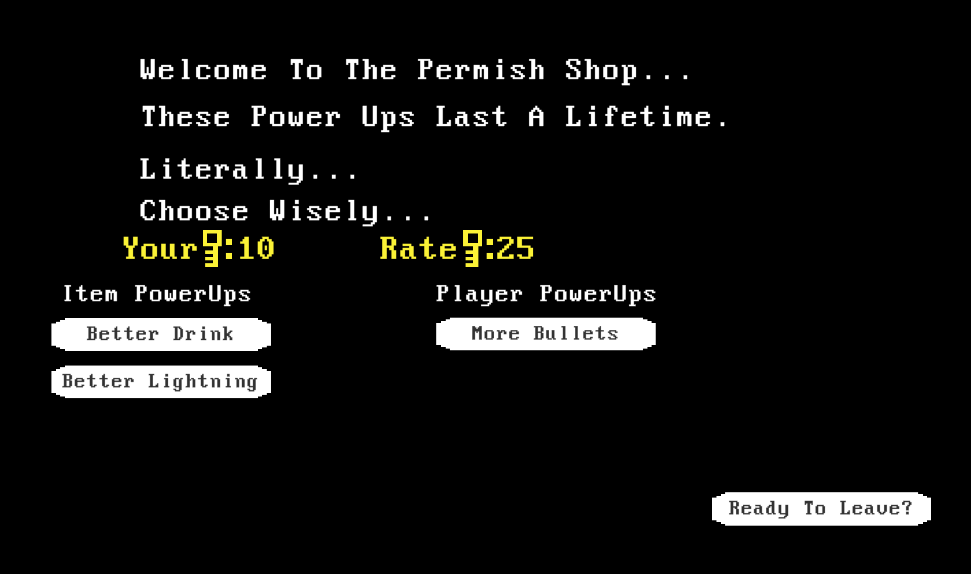 Welcome To The Permish Shop...
These Power Ups Last A Lifetime.
Literally...
Choose Wisely...
Your :10 Rate :25
Item PowerUps Player PowerUps
Better Drink More Bullets
Better Lightning
Ready To Leave?